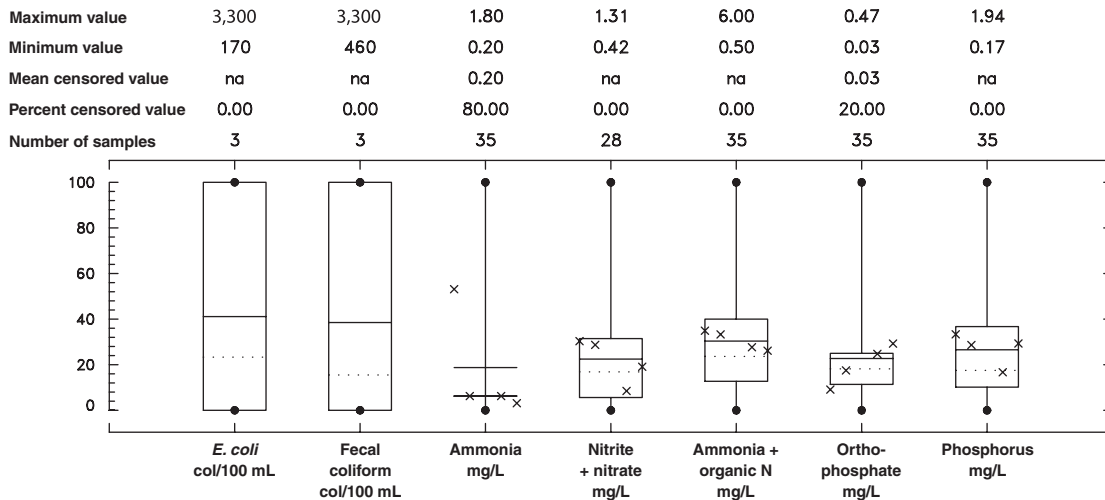 Maximum value 3,300 3,300 1.80 1.31 6.00 0.47 1.94
Minimum value 170 460 0.20 0.42 0.50 0.03 0.17
Mean censored value na na 0.20 na na 0.03 na
Percent censored value 0.00 0.00 80.00 0.00 0.00 20.00 0.00
Number of samples 3 3 35 28 35 35 35
100
80
60
40
20
0
E. coli Fecal Ammonia Nitrite Ammonia + Ortho- Phosphorus
col/100 mL coliform mg/L + nitrate organic N phosphate mg/L
col/100 mL mg/L mg/L mg/L